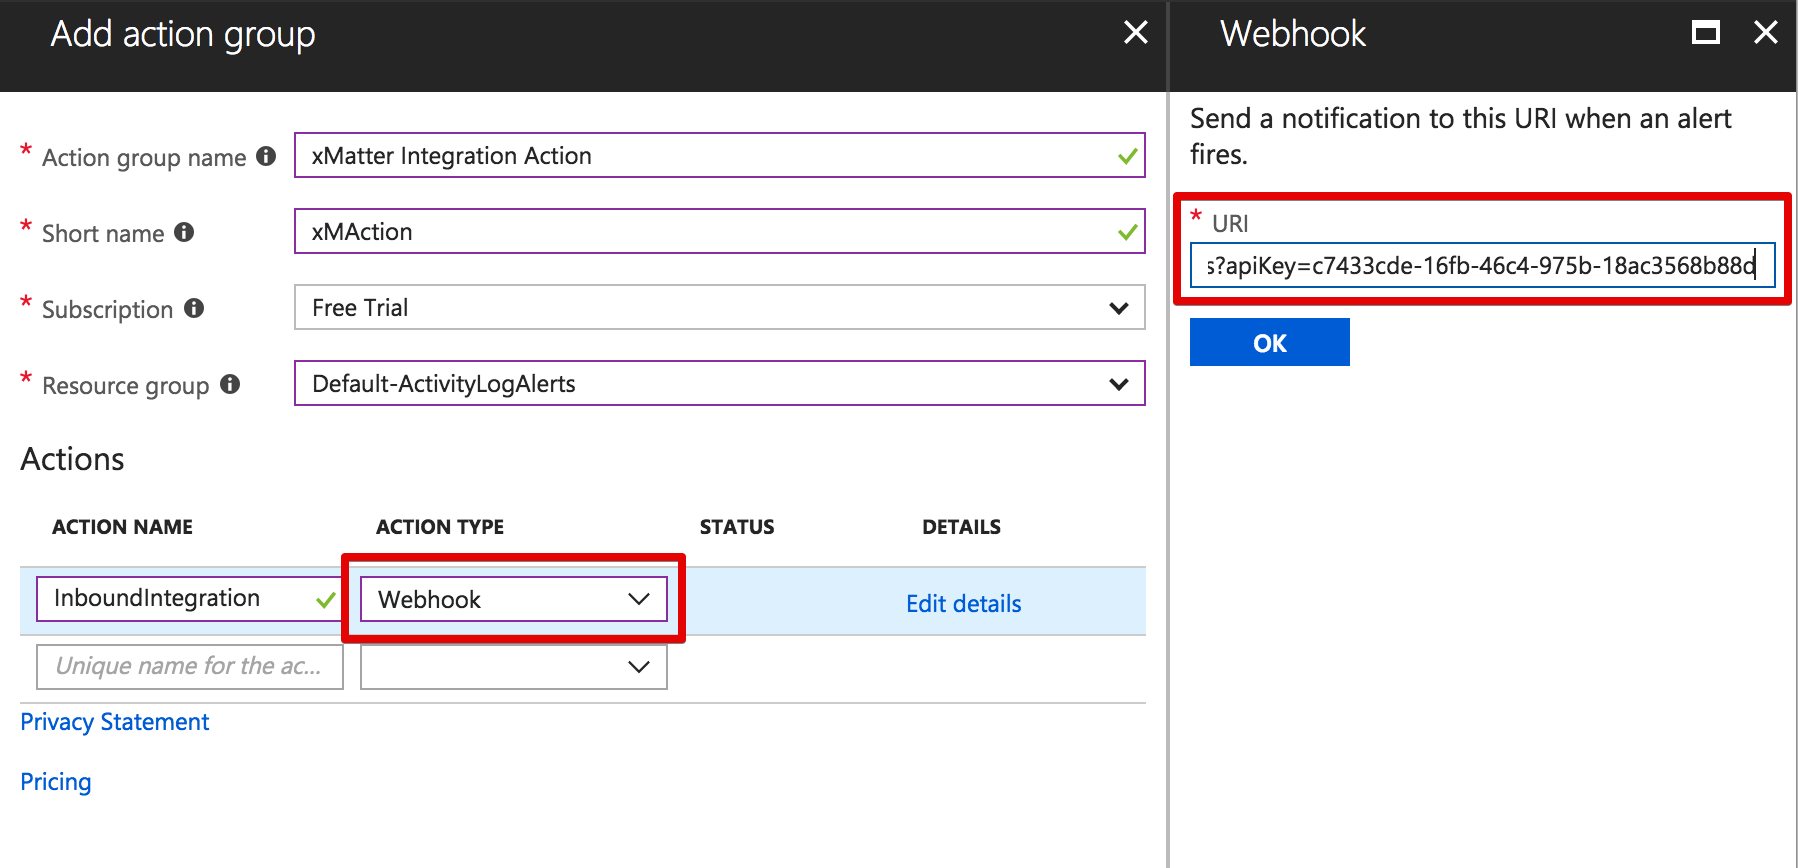 Add action group
* Action group name
xMatter Integration Action
* Short name
xMAction
* Subscription
Free Trial
* Resource group
Default-ActivityLogAlerts
Actions
ACTION NAME ACTION TYPE STATUS DETAILS
InboundIntegration Webhook Edit details
Unique name for the ac...
Privacy Statement
Pricing
Webhook
Send a notification to this URI when an alert
fires.
* URI
s?apiKey=c7433cde-16fb-46c4-975b-18ac3568b88d
OK